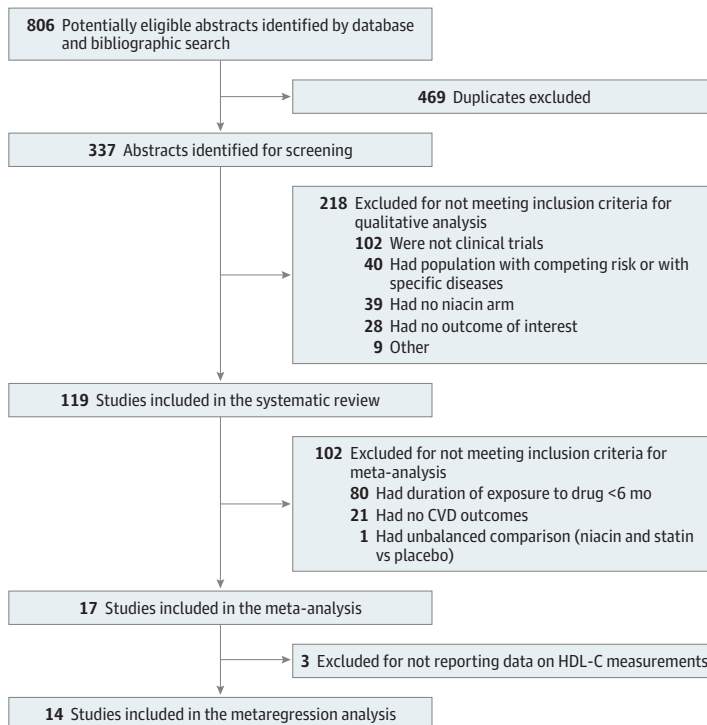 806 Potentially eligible abstracts identified by database
and bibliographic search
469 Duplicates excluded
337 Abstracts identified for screening
218 Excluded for not meeting inclusion criteria for
qualitative analysis
102 Were not clinical trials
40 Had population with competing risk or with
specific diseases
39 Had no niacin arm
28 Had no outcome of interest
9 Other
119 Studies included in the systematic review
102 Excluded for not meeting inclusion criteria for
meta-analysis
80 Had duration of exposure to drug <6 mo
21 Had no CVD outcomes
1 Had unbalanced comparison (niacin and statin
vs placebo)
17 Studies included in the meta-analysis
3 Excluded for not reporting data on HDL-C measurements
14 Studies included in the metaregression analysis